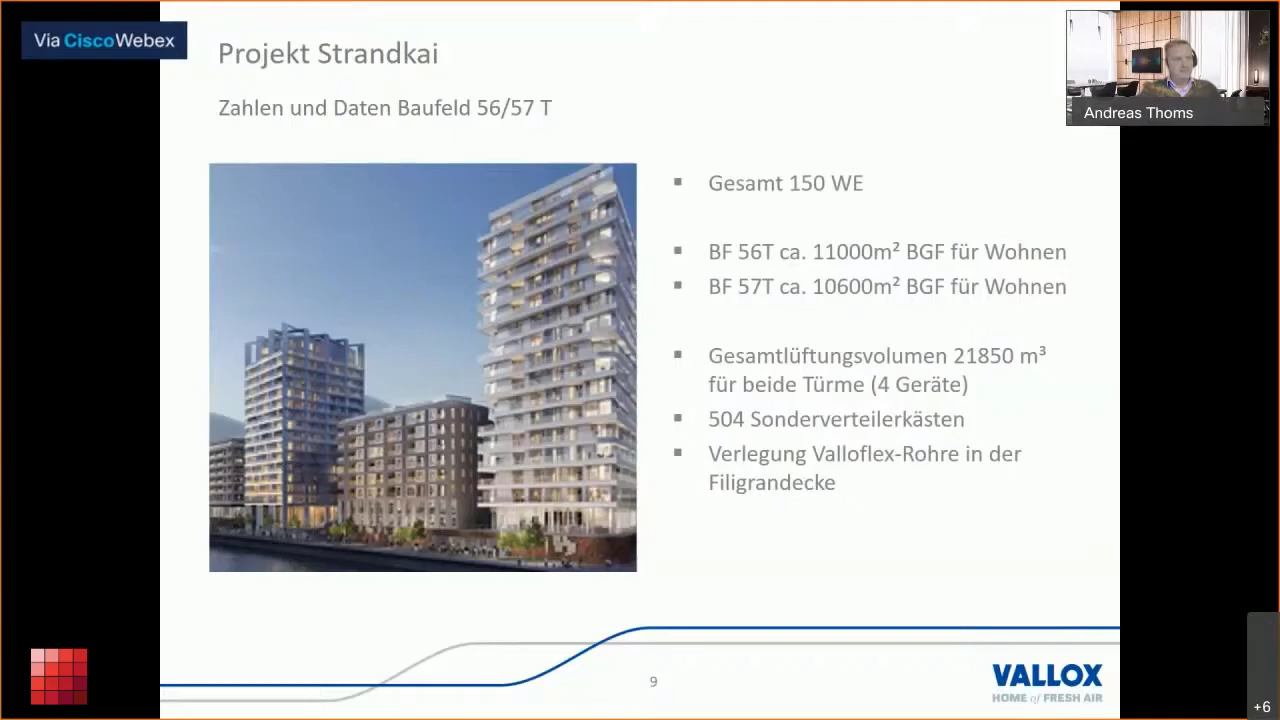 Via CiscoWebex
Projekt Strandkai
Zahlen und Daten Baufeld 56/57 T
Andreas Thoms
▪ Gesamt 150 WE
▪ BF 56T ca. 11000m² BGF für Wohnen
▪ BF 57T ca. 10600m² BGF für Wohnen
▪ Gesamtlüftungsvolumen 21850 m³
für beide Türme (4 Geräte)
▪ 504 Sonderverteilerkästen
▪ Verlegung Valloflex-Rohre in der
Filigrandecke
9
VALLOX
HOME of FRESH AIR
+6